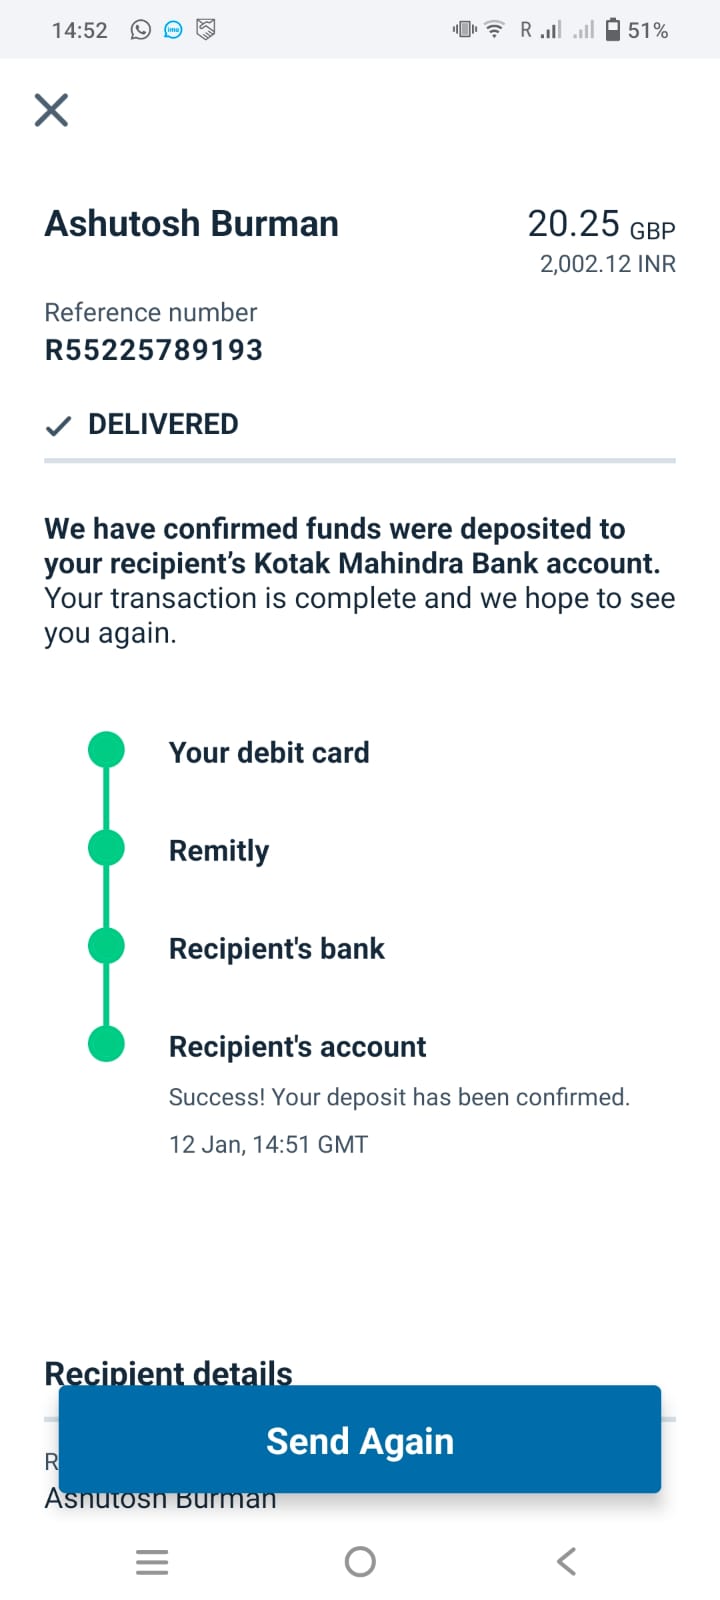 14:52 imo R 51%
Ashutosh Burman
20.25 GBP
2,002.12 INR
Reference number
R55225789193
DELIVERED
We have confirmed funds were deposited to
your recipient's Kotak Mahindra Bank account.
Your transaction is complete and we hope to see
you again.
Your debit card
Remitly
Recipient's bank
Recipient's account
Success! Your deposit has been confirmed.
12 Jan, 14:51 GMT
Recipient details
Send Again
R
Ashutosh Burman